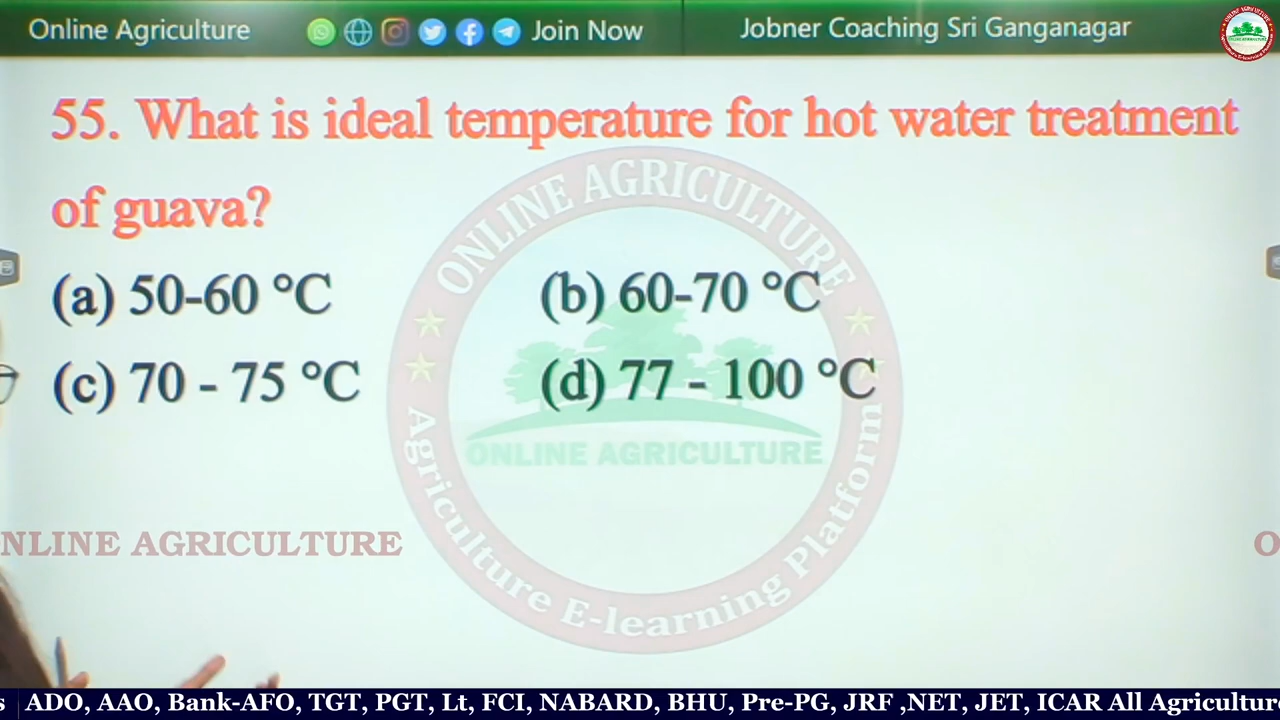 Online Agriculture Join Now Jobner Coaching Sri Ganganagar
55. What is ideal temperature for hot water treatment
of guava?
(a) 50-60 °C (b) 60-70 °C
(c) 70 - 75 °C (d) 77 - 100 °C
ONLINE AGRICULTURE
ONLINE AGRICULTURE
Agriculture E-learning Platform
NLINE AGRICULTURE O
s ADO, AAO, Bank-AFO, TGT, PGT, Lt, FCI, NABARD, BHU, Pre-PG, JRF ,NET, JET, ICAR All Agriculture